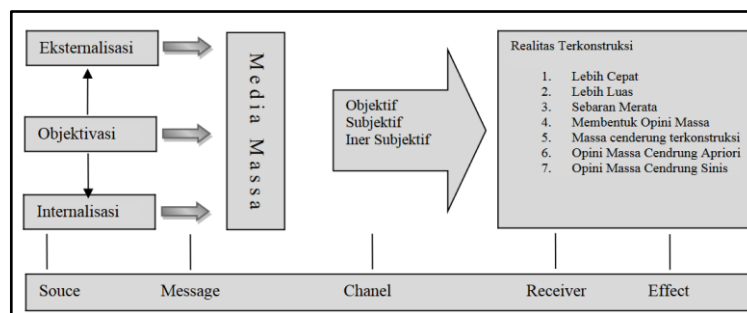 Eksternalisasi
Objektivasi
Internalisasi
Media Massa
Objektif
Subjektif
Iner Subjektif
Realitas Terkonstruksi
1. Lebih Cepat
2. Lebih Luas
3. Sebaran Merata
4. Membentuk Opini Massa
5. Massa cenderung terkonstruksi
6. Opini Massa Cendrung Apriori
7. Opini Massa Cendrung Sinis
Souce Message Chanel Receiver Effect